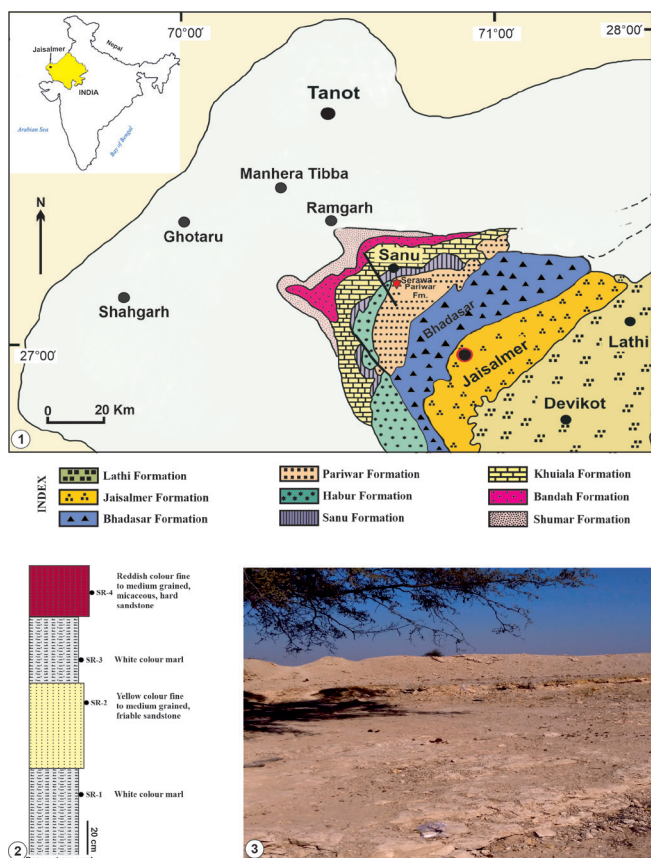 70°00'
71°00'
28°00'
Jaisalmer
Nepal
INDIA
Arabian Sea
Bay of Bengal
Tanot
Manhera Tibba
N
Ramgarh
Ghotaru
Sanu
Serawa
Pariwar
Fm.
Shahgarh
Bhadasar
Lathi
27°00'
Jaisalmer
Devikot
0 20 Km
1
INDEX
Lathi Formation
Jaisalmer Formation
Bhadasar Formation
Pariwar Formation
Habur Formation
Sanu Formation
Khuiala Formation
Bandah Formation
Shumar Formation
SR-4
Reddish colour fine
to medium grained,
micaceous, hard
sandstone
SR-3 White colour marl
SR-2
Yellow colour fine
to medium grained,
friable sandstone
SR-1 White colour marl
20 cm
2
3